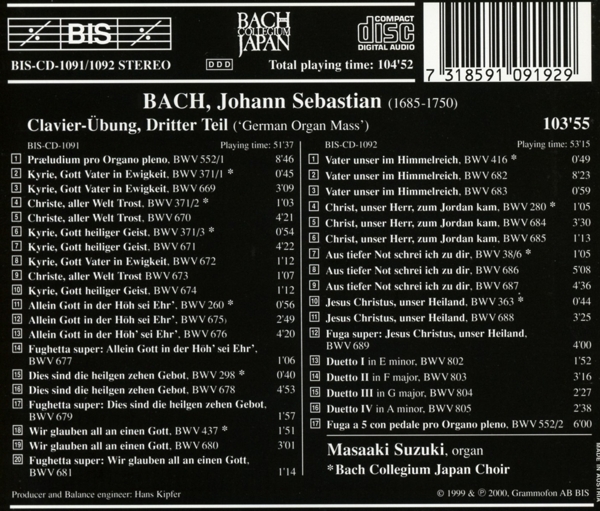 BIS
BACH
COLLEGIUM
JAPAN
COMPACT
disc
DIGITAL AUDIO
BIS-CD-1091/1092 STEREO
DDD
Total playing time: 104'52
7 318591 091929
BACH, Johann Sebastian (1685-1750)
Clavier-Übung, Dritter Teil ('German Organ Mass') 103'55
BIS-CD-1091 Playing time: 51'37
1 Præludium pro Organo pleno, BWV 552/1 8'46
2 Kyrie, Gott Vater in Ewigkeit, BWV 371/1 * 0'45
3 Kyrie, Gott Vater in Ewigkeit, BWV 669 3'09
4 Christe, aller Welt Trost, BWV 371/2 * 1'03
5 Christe, aller Welt Trost, BWV 670 4'21
6 Kyrie, Gott heiliger Geist, BWV 371/3 * 0'54
7 Kyrie, Gott heiliger Geist, BWV 671 4'22
8 Kyrie, Gott Vater in Ewigkeit, BWV 672 1'12
9 Christe, aller Welt Trost BWV 673 1'07
10 Kyrie, Gott heiliger Geist, BWV 674 1'12
11 Allein Gott in der Höh sei Ehr', BWV 260 * 0'56
12 Allein Gott in der Höh' sei Ehr', BWV 675) 2'49
13 Allein Gott in der Höh' sei Ehr', BWV 676 4'20
14 Fughetta super: Allein Gott in der Höh' sei Ehr',
BWV 677 1'06
15 Dies sind die heilgen zehen Gebot, BWV 298 * 0'40
16 Dies sind die heilgen zehen Gebot, BWV 678 4'53
17 Fughetta super: Dies sind die heilgen zehen Gebot,
BWV 679 1'57
18 Wir glauben all an einen Gott, BWV 437 * 1'51
19 Wir glauben all an einen Gott, BWV 680 3'01
20 Fughetta super: Wir glauben all an einen Gott,
BWV 681 1'14
Producer and Balance engineer: Hans Kipfer
BIS-CD-1092 Playing time: 53'15
1 Vater unser im Himmelreich, BWV 416 * 0'49
2 Vater unser im Himmelreich, BWV 682 8'23
3 Vater unser im Himmelreich, BWV 683 0'59
4 Christ, unser Herr, zum Jordan kam, BWV 280 * 1'05
5 Christ, unser Herr, zum Jordan kam, BWV 684 3'30
6 Christ, unser Herr, zum Jordan kam, BWV 685 1'13
7 Aus tiefer Not schrei ich zu dir, BWV 38/6 * 1'05
8 Aus tiefer Not schrei ich zu dir, BWV 686 5'08
9 Aus tiefer Not schrei ich zu dir, BWV 687 4'36
10 Jesus Christus, unser Heiland, BWV 363 * 0'44
11 Jesus Christus, unser Heiland, BWV 688 3'25
12 Fuga super: Jesus Christus, unser Heiland,
BWV 689 4'00
13 Duetto I in E minor, BWV 802 1'52
14 Duetto II in F major, BWV 803 3'16
15 Duetto III in G major, BWV 804 2'27
16 Duetto IV in A minor, BWV 805 2'38
17 Fuga a 5 con pedale pro Organo pleno, BWV 552/2 6'00
Masaaki Suzuki, organ
*Bach Collegium Japan Choir
© 1999 & ℗ 2000, Grammofon AB BIS
MADE IN AUSTRIA